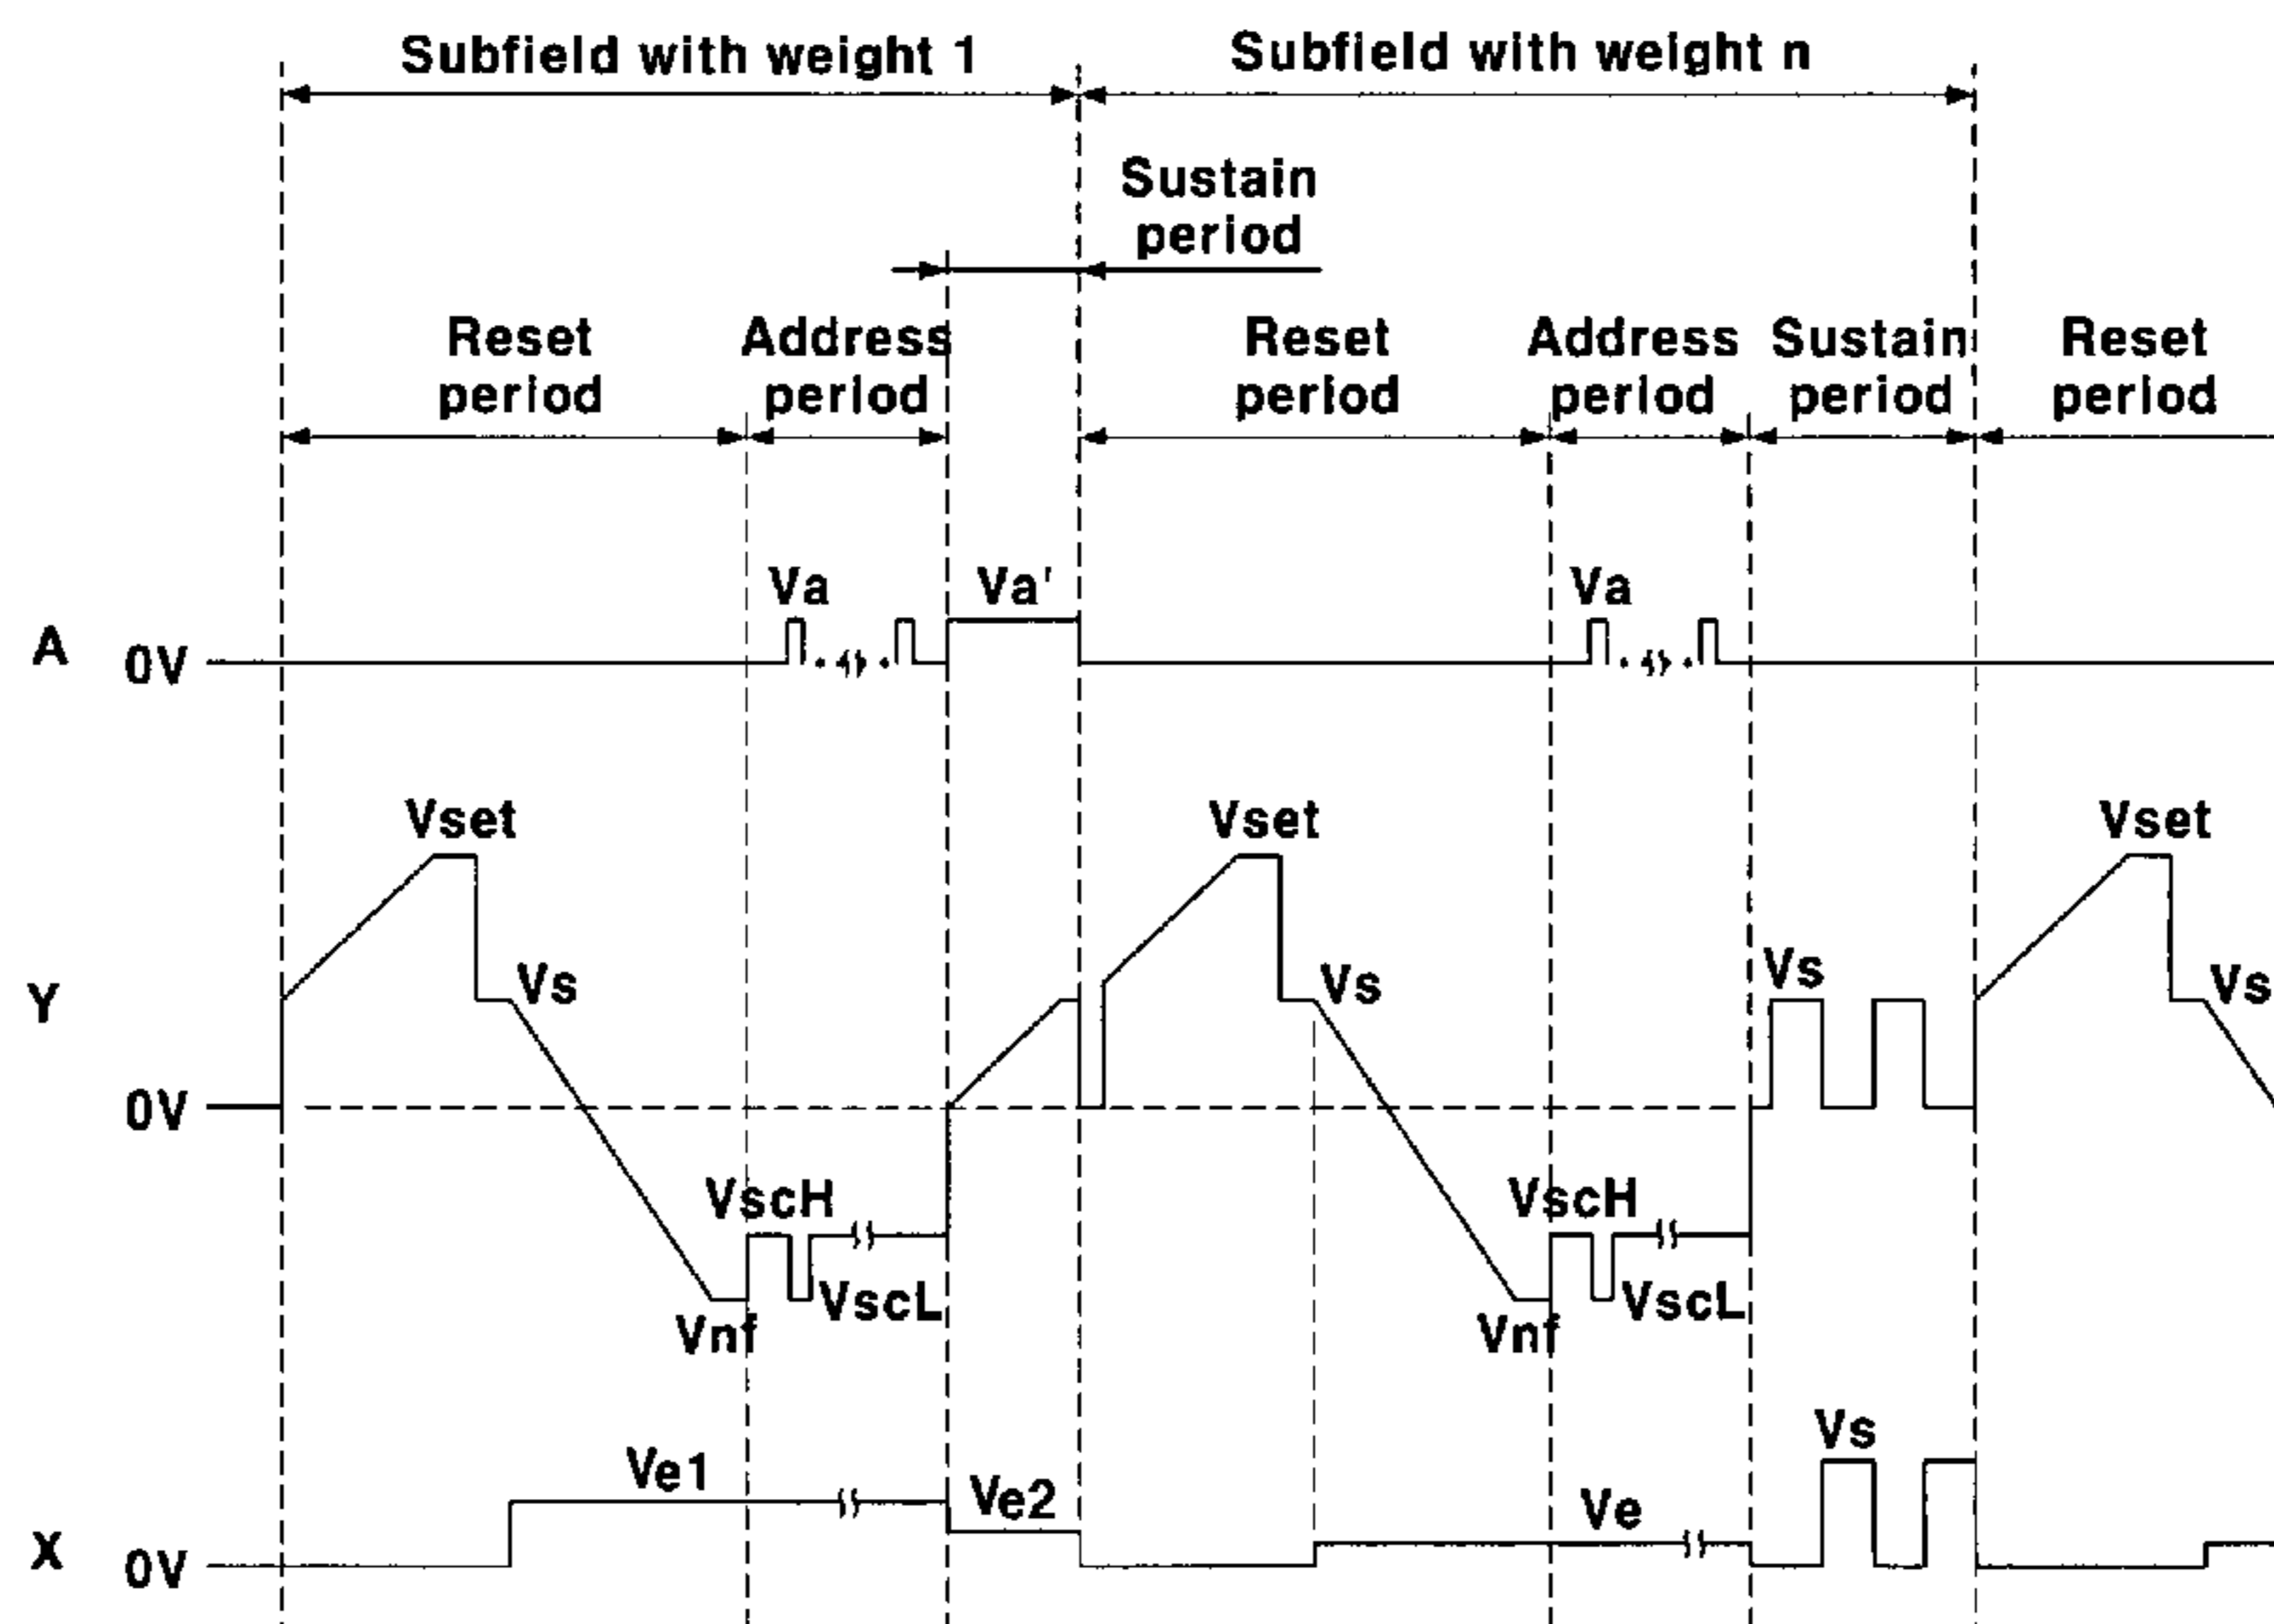 Subfield with weight 1
Subfield with weight n
Sustain
period
Reset
period
Address
period
Reset
period
Address
period
Sustain
period
Reset
period
A
0V
Va
Va'
Va
Y
0V
Vset
Vs
Vnf
VscH
VscL
Vset
Vs
Vnf
VscH
VscL
Vs
Vset
Vs
X
0V
Ve1
Ve2
Ve
Vs